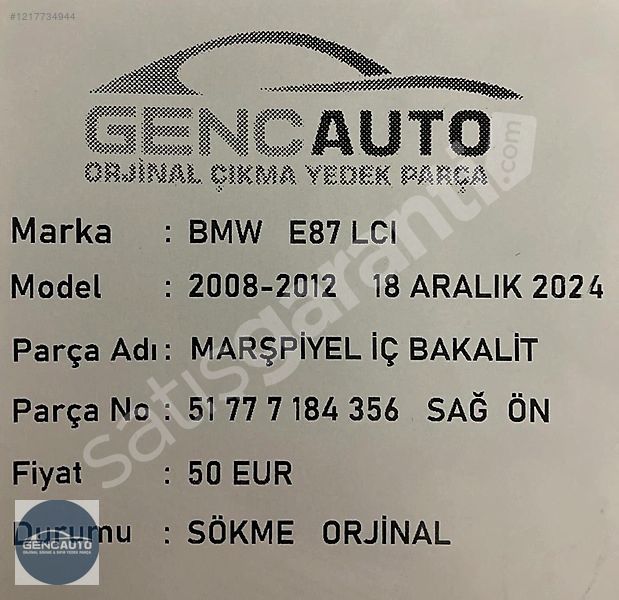 #1217734944
GENCAUTO
ORJİNAL ÇIKMA YEDEK PARÇA
satışgaranti.com
Marka : BMW E87 LCI
Model : 2008-2012 18 ARALIK 2024
Parça Adı : MARŞPİYEL İÇ BAKALİT
Parça No : 51 77 7 184 356 SAĞ ÖN
Fiyat : 50 EUR
Durumu : SÖKME ORJİNAL
GENCAUTO